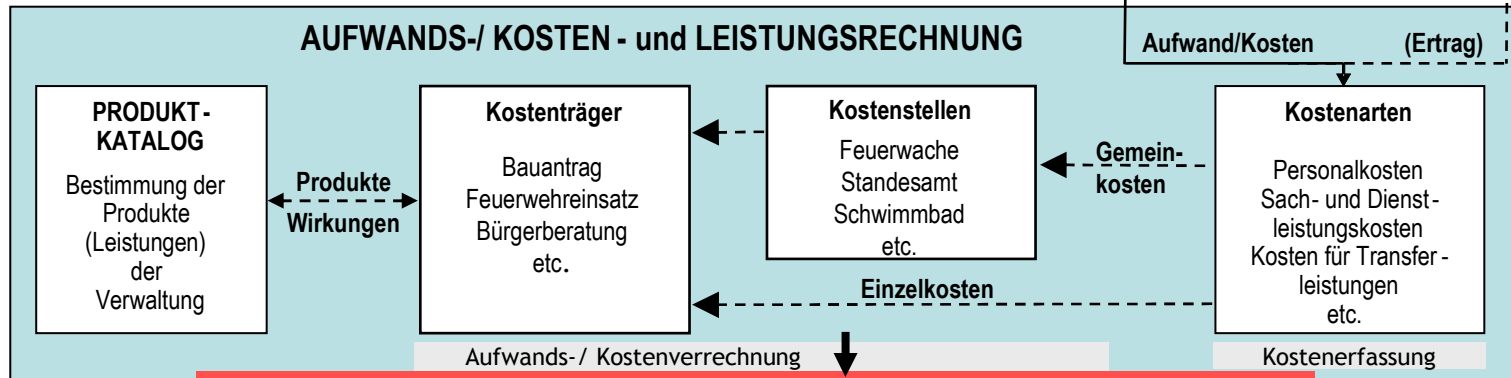 AUFWANDS-/ KOSTEN - und LEISTUNGSRECHNUNG
Aufwand/Kosten (Ertrag)
PRODUKT-
KATALOG
Bestimmung der
Produkte
(Leistungen)
der
Verwaltung
Produkte
Wirkungen
Kostenträger
Bauantrag
Feuerwehreinsatz
Bürgerberatung
etc.
Kostenstellen
Feuerwache
Standesamt
Schwimmbad
etc.
Gemein-
kosten
Einzelkosten
Kostenarten
Personalkosten
Sach- und Dienst-
leistungskosten
Kosten für Transfer-
leistungen
etc.
Aufwands-/ Kostenverrechnung
Kostenerfassung